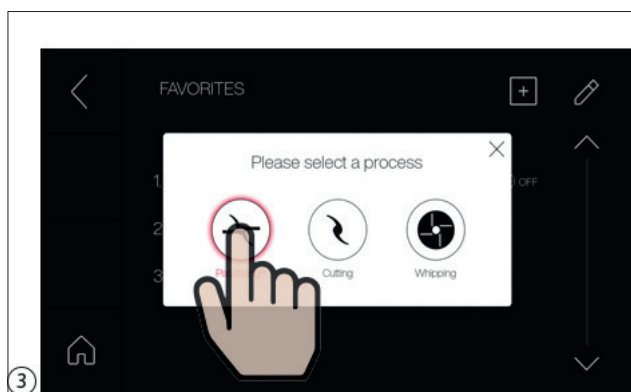 FAVORITES
Please select a process
1.
OFF
2
3
Cutting
Whipping
3